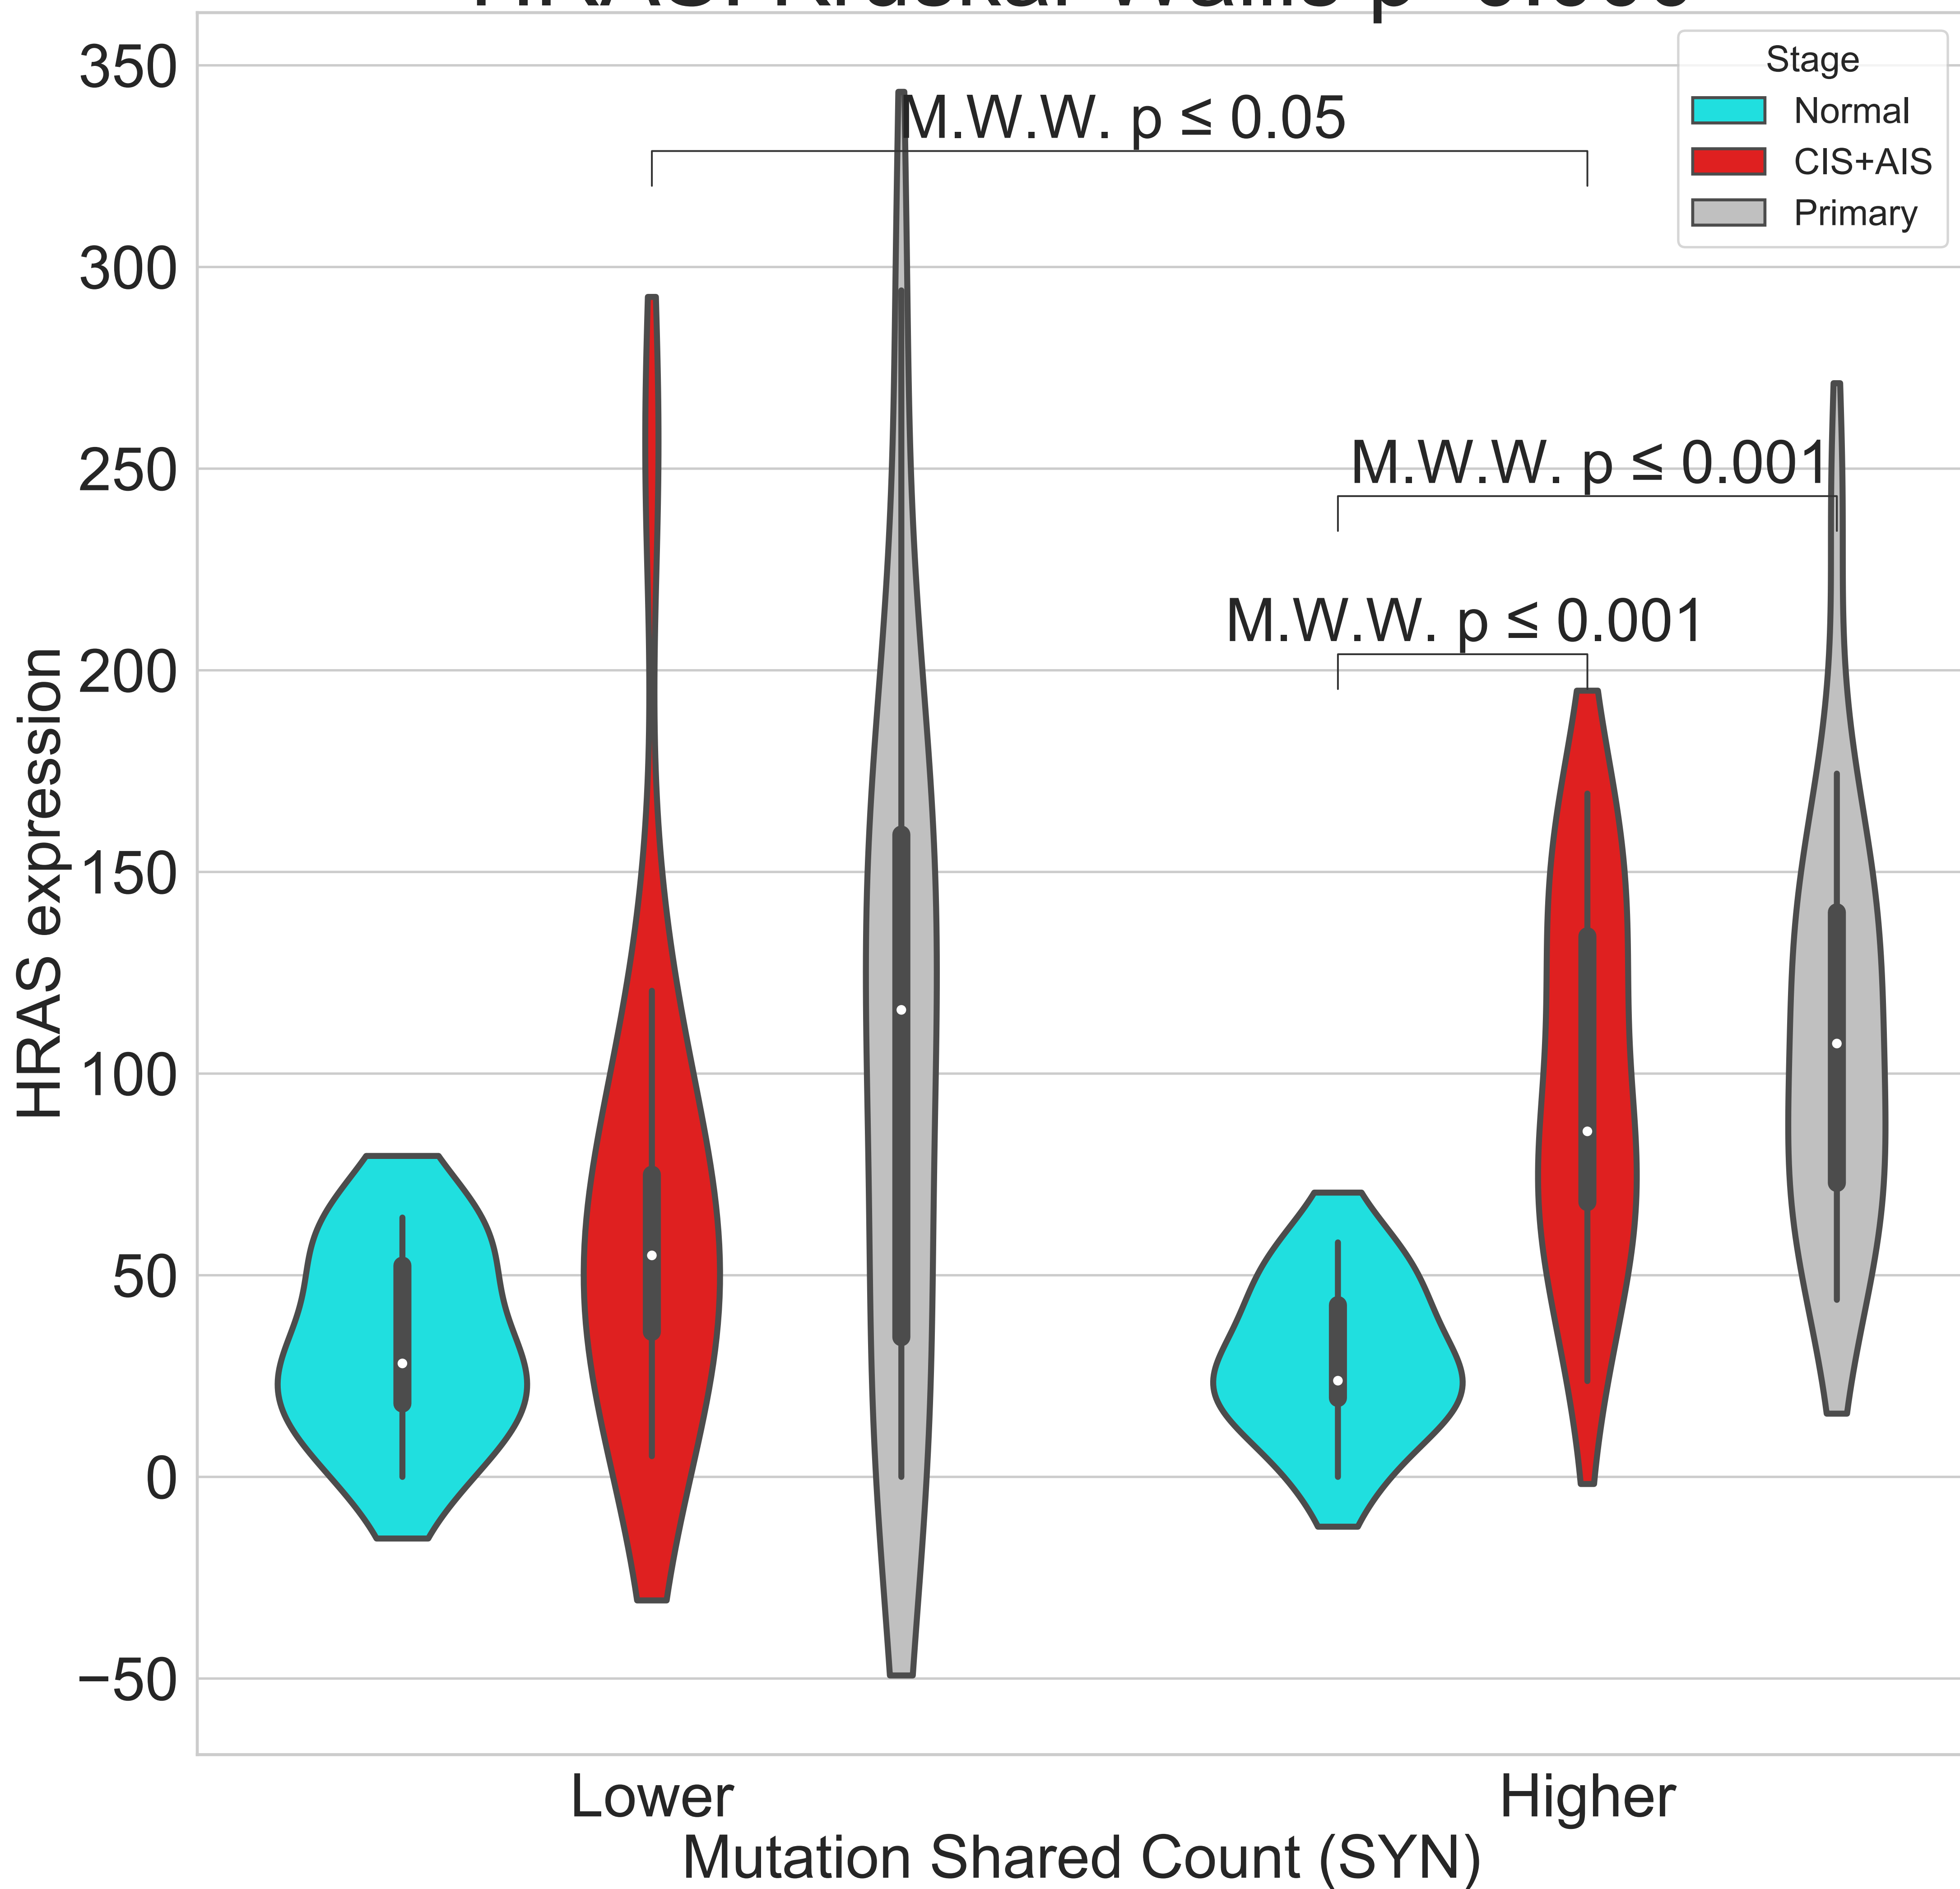 350
300
250
200
150
100
50
0
−50
HRAS expression
M.W.W. p ≤ 0.05
M.W.W. p ≤ 0.001
M.W.W. p ≤ 0.001
Stage
Normal
CIS+AIS
Primary
Lower
Higher
Mutation Shared Count (SYN)